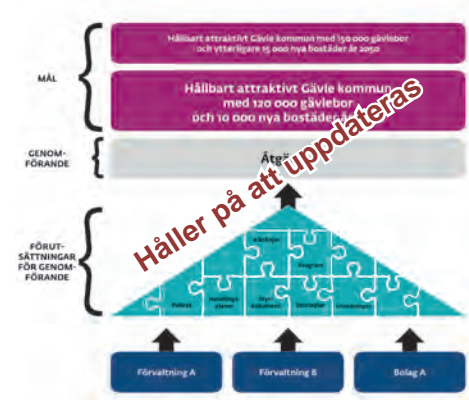 Hållbart attraktivt Gävle kommun med 150 000 gävlebor
och ytterligare 15 000 nya bostäder år 2050
MÅL
Hållbart attraktivt Gävle kommun
med 120 000 gävlebor
och 10 000 nya bostäder
GENOM-
FÖRANDE
Håller på att uppdateras
FÖRUT-
SÄTTNINGAR
FÖR GENOM-
FÖRANDE
Riktlinjer
Program
Policys
Handlings-
planer
Styr-
dokument
Strategier
Utredningar
Förvaltning A
Förvaltning B
Bolag A